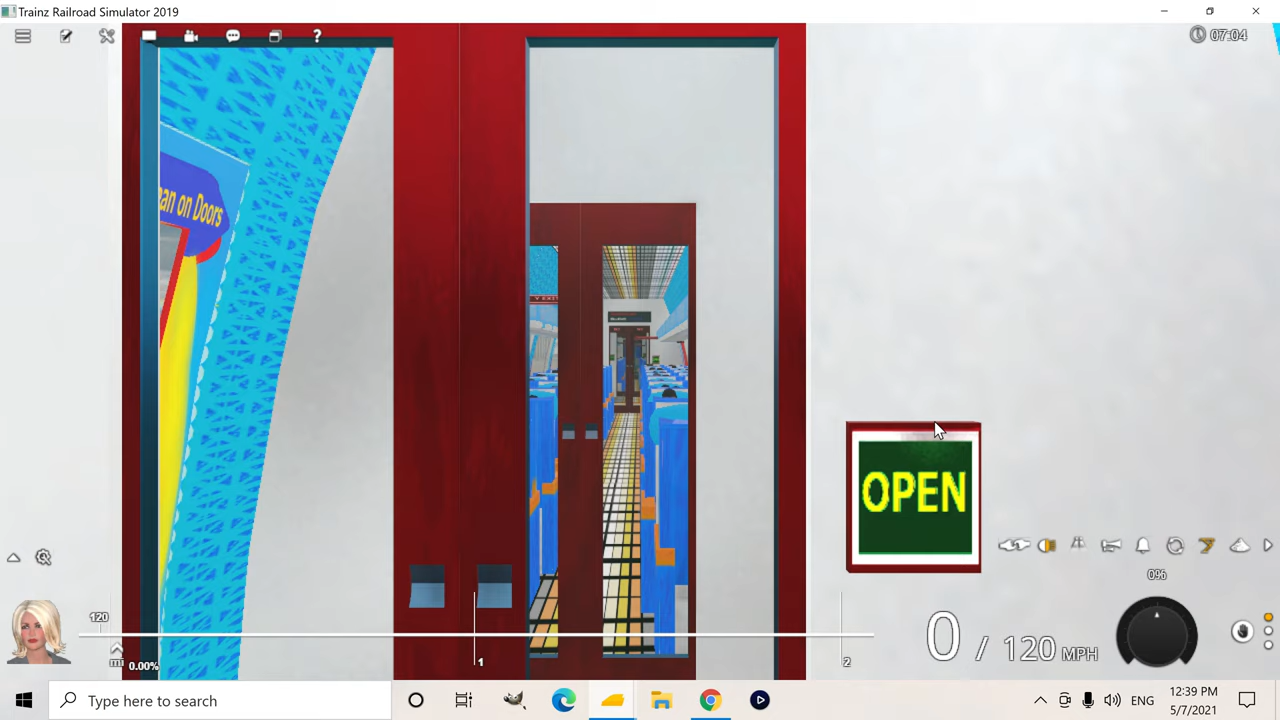 Trainz Railroad Simulator 2019
07:04
an on Doors
OPEN
0%
120
0 / 120 MPH
0.00%
1
2
Type here to search
ENG
12:39 PM
5/7/2021